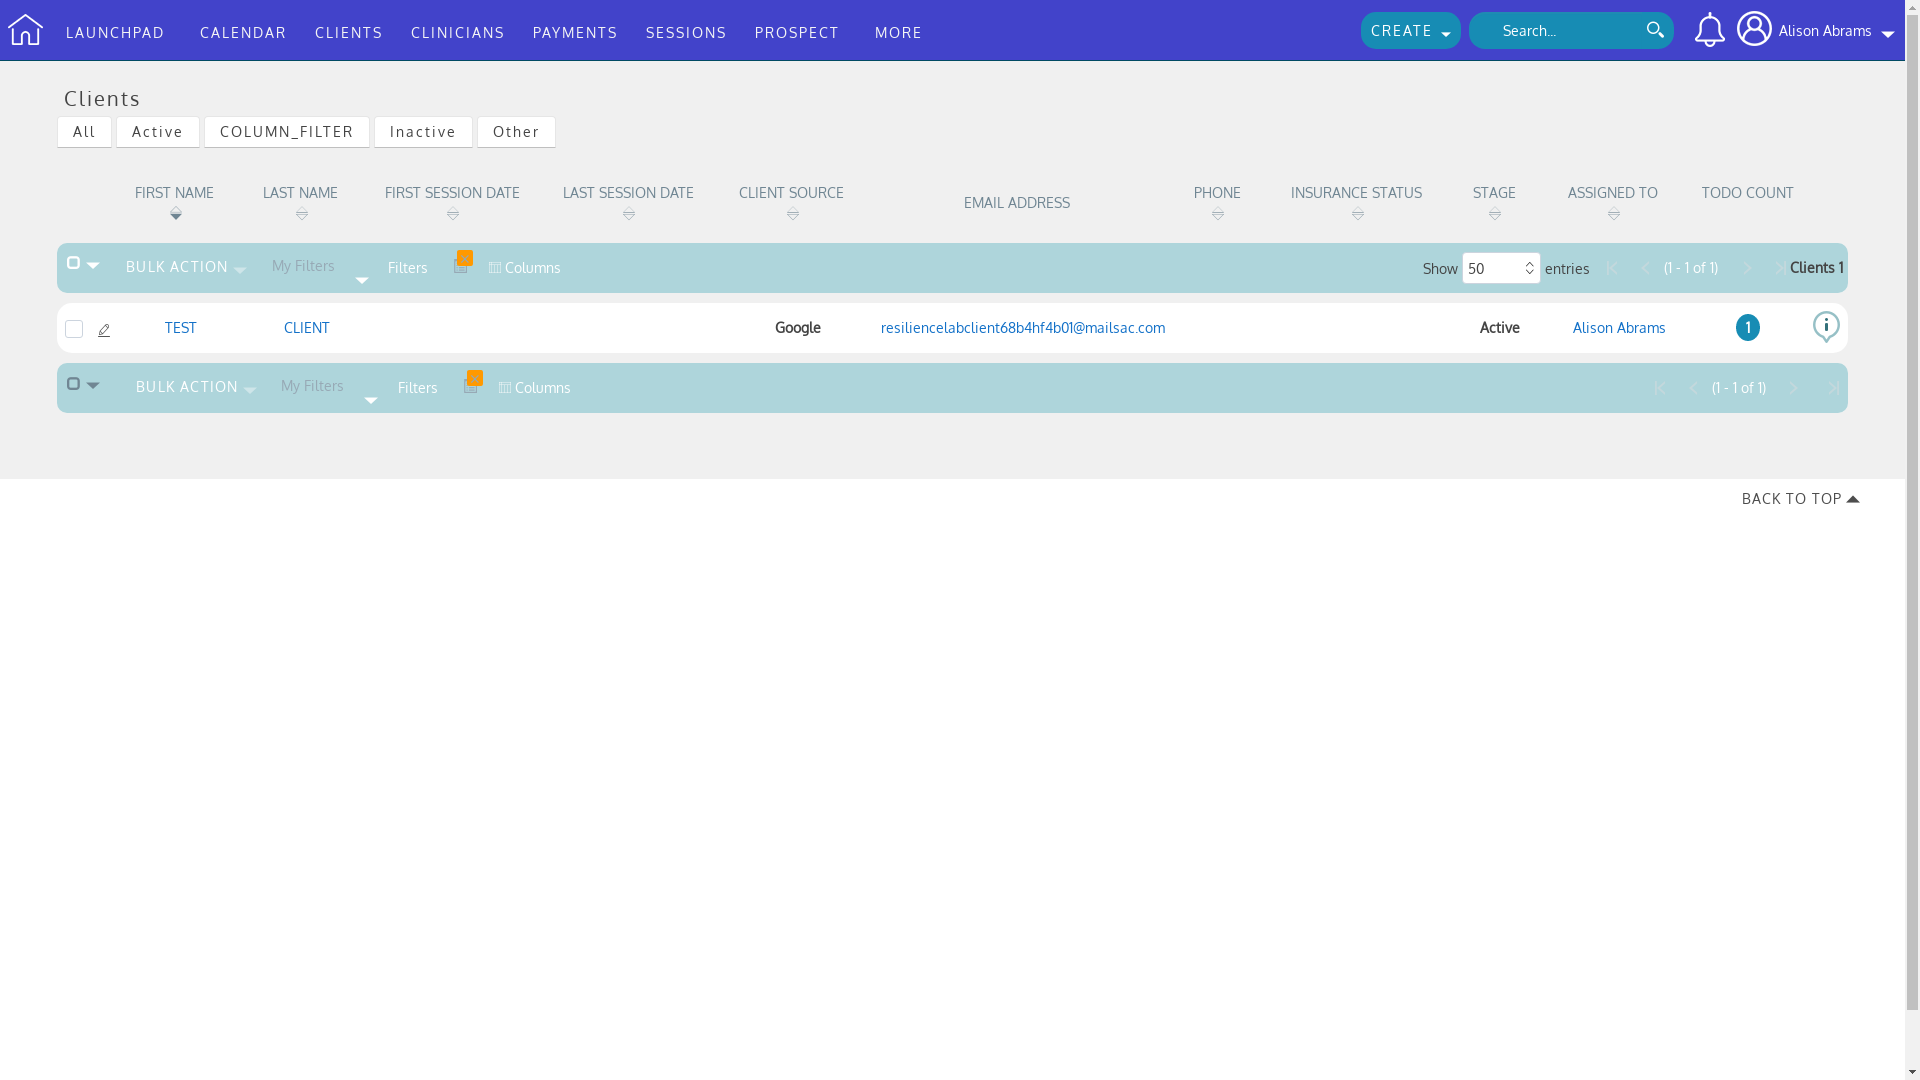 LAUNCHPAD CALENDAR CLIENTS CLINICIANS PAYMENTS SESSIONS PROSPECT MORE CREATE Search... Alison Abrams
Clients
All Active COLUMN_FILTER Inactive Other
FIRST NAME LAST NAME FIRST SESSION DATE LAST SESSION DATE CLIENT SOURCE EMAIL ADDRESS PHONE INSURANCE STATUS STAGE ASSIGNED TO TODO COUNT
BULK ACTION My Filters Filters Columns Show 50 entries (1 - 1 of 1) Clients 1
TEST CLIENT Google resiliencelabclient68b4hf4b01@mailsac.com Active Alison Abrams 1
BULK ACTION My Filters Filters Columns (1 - 1 of 1)
BACK TO TOP